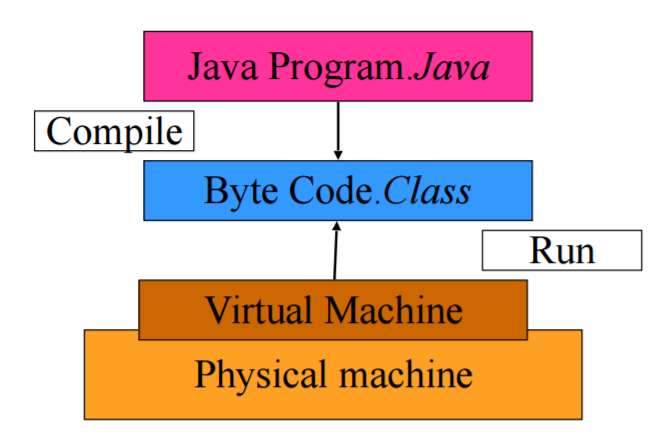 Java Program.Java
Compile
Byte Code.Class
Run
Virtual Machine
Physical machine